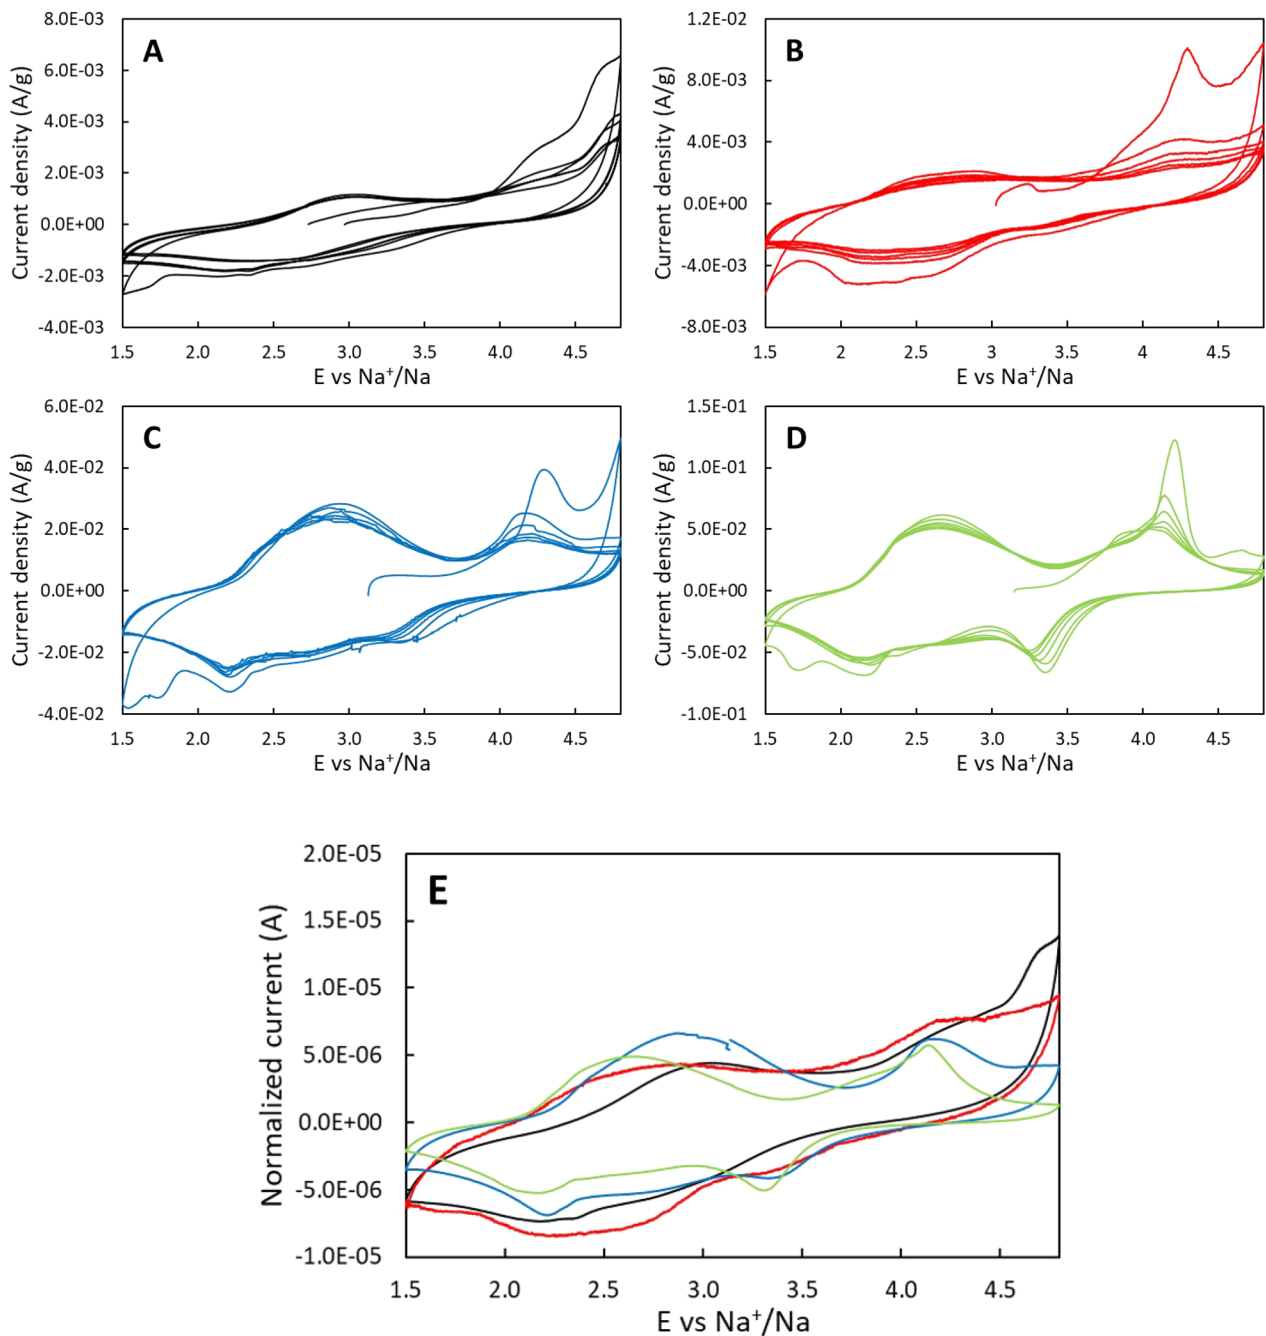 A
Current density (A/g)
8.0E-03
6.0E-03
4.0E-03
2.0E-03
0.0E+00
-2.0E-03
-4.0E-03
1.5 2.0 2.5 3.0 3.5 4.0 4.5
E vs Na⁺/Na
B
Current density (A/g)
1.2E-02
8.0E-03
4.0E-03
0.0E+00
-4.0E-03
-8.0E-03
1.5 2 2.5 3 3.5 4 4.5
E vs Na⁺/Na
C
Current density (A/g)
6.0E-02
4.0E-02
2.0E-02
0.0E+00
-2.0E-02
-4.0E-02
1.5 2.0 2.5 3.0 3.5 4.0 4.5
E vs Na⁺/Na
D
Current density (A/g)
1.5E-01
1.0E-01
5.0E-02
0.0E+00
-5.0E-02
-1.0E-01
1.5 2.0 2.5 3.0 3.5 4.0 4.5
E vs Na⁺/Na
E
Normalized current (A)
2.0E-05
1.5E-05
1.0E-05
5.0E-06
0.0E+00
-5.0E-06
-1.0E-05
1.5 2.0 2.5 3.0 3.5 4.0 4.5
E vs Na⁺/Na